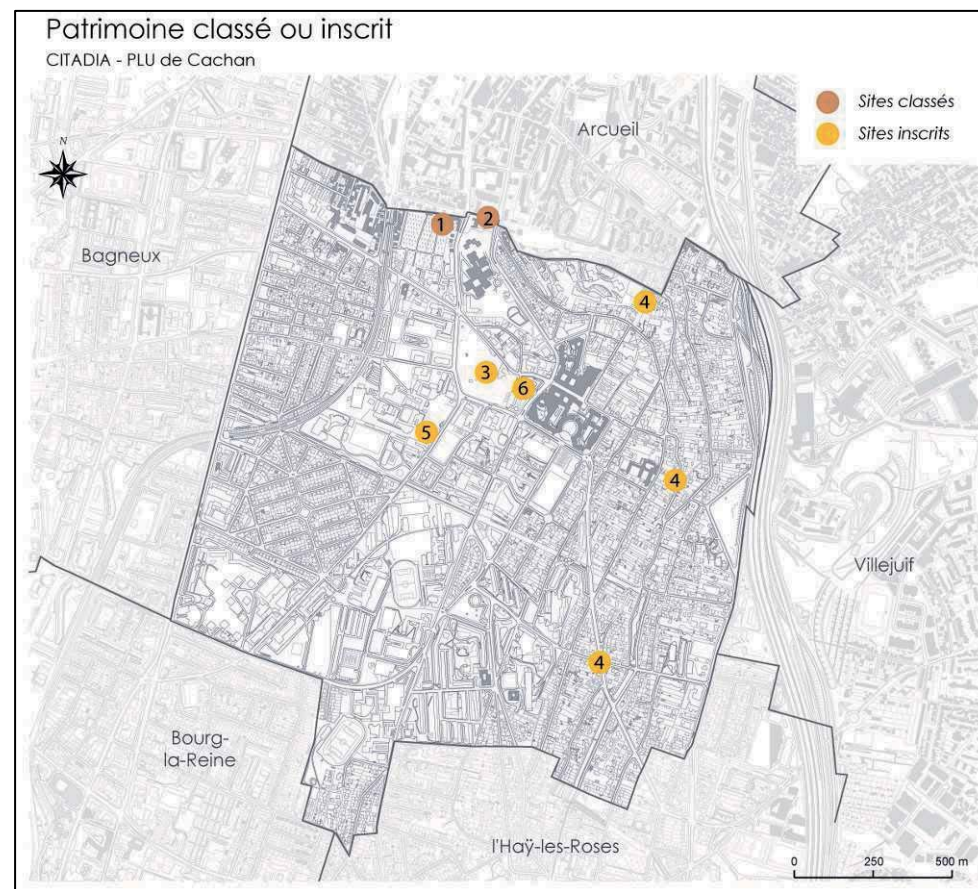 Patrimoine classé ou inscrit
CITADIA - PLU de Cachan
Sites classés
Sites inscrits
Arcueil
N
Bagneux
1
2
4
3
6
5
4
Villejuif
4
Bourg-
la-Reine
l'Haÿ-les-Roses
0 250 500 m